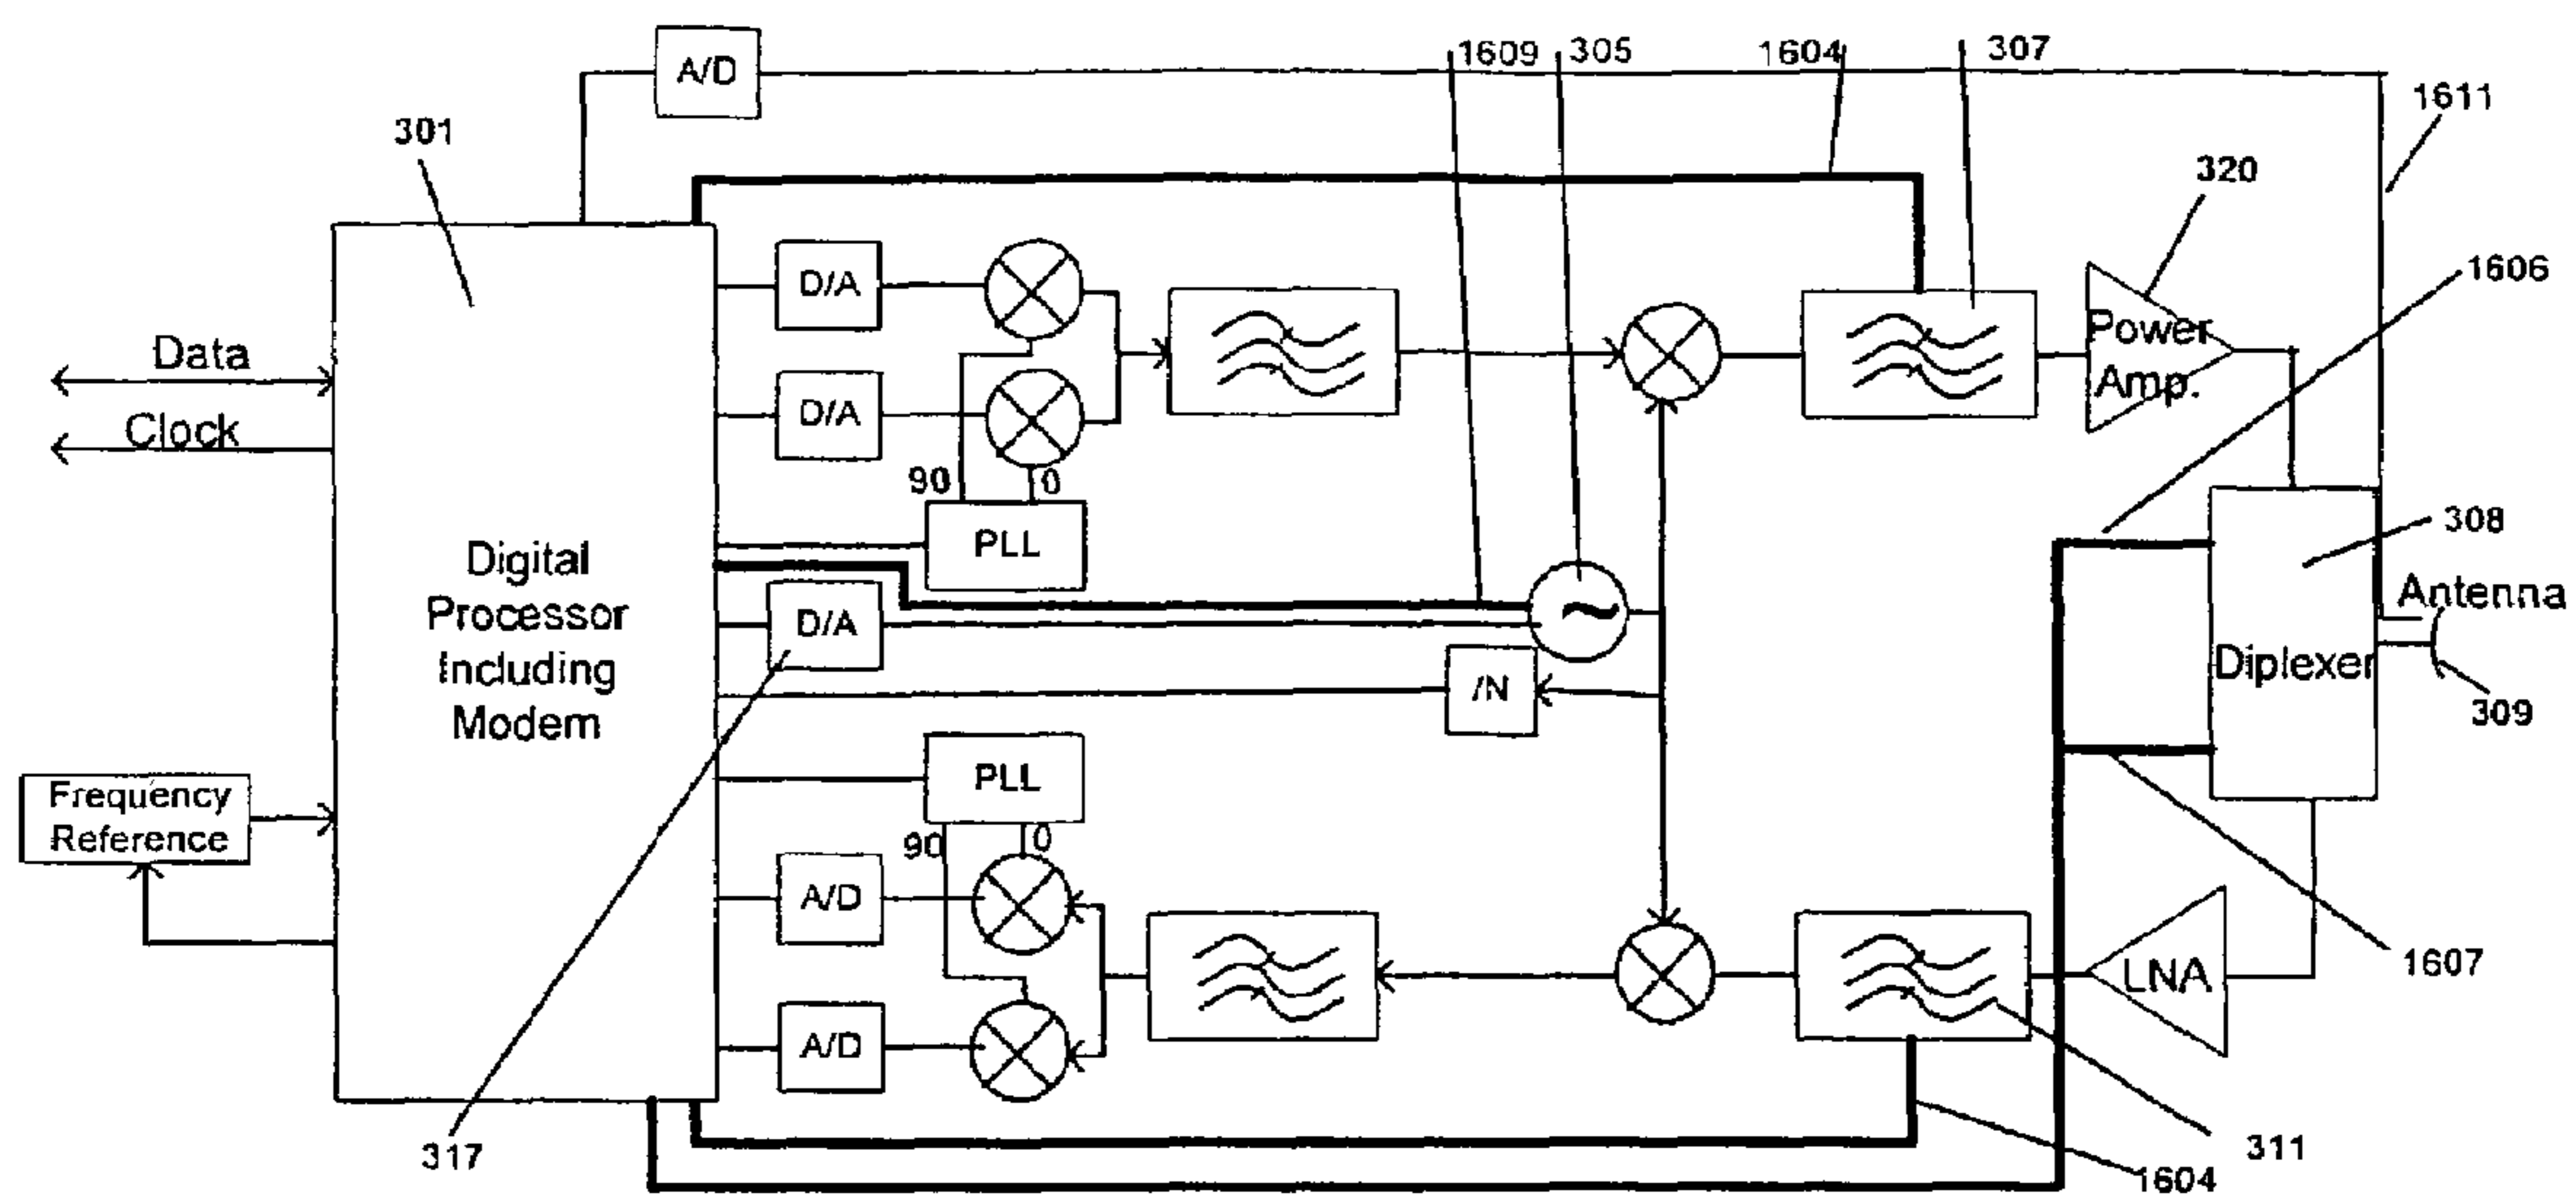 1609
305
1604
307
A/D
1611
301
320
D/A
1606
Power
Amp.
Data
D/A
Clock
90
0
308
PLL
Digital
Processor
Including
Modem
Antenna
D/A
Diplexer
/N
309
PLL
Frequency
Reference
90
0
A/D
1607
LNA
A/D
317
311
1604